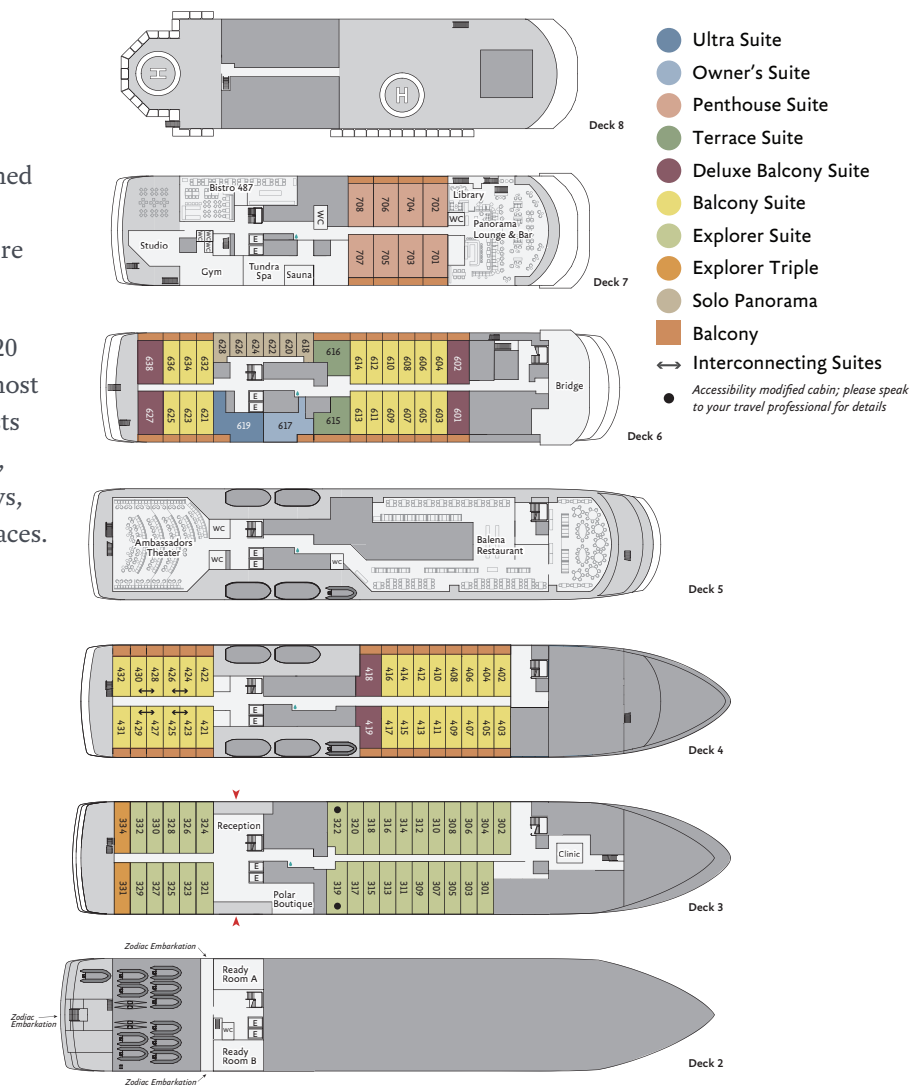 ned
re
20
nost
sts
,
ys,
aces.
H
H
Deck 8
Ultra Suite
Owner's Suite
Penthouse Suite
Terrace Suite
Deluxe Balcony Suite
Balcony Suite
Explorer Suite
Explorer Triple
Solo Panorama
Balcony
Interconnecting Suites
Accessibility modified cabin; please speak
to your travel professional for details
Bistro 487
WC
708 706 704 702
Library
WC
Panorama
Lounge & Bar
Studio
WC
WC
WC
E
E
Gym
Tundra
Spa
Sauna
707 705 703 701
Deck 7
638 636 634 632 628 626 624 622 620 618 616 614 612 610 608 606 604 602
Bridge
E
E
627 625 623 621 619 617 615 613 611 609 607 605 603 601
Deck 6
Ambassadors
Theater
WC
WC
E
E
WC
Balena
Restaurant
Deck 5
432 430 428 426 424 422 418 416 414 412 410 408 406 404 402
E
E
431 429 427 425 423 421 419 417 415 413 411 409 407 405 403
Deck 4
334 332 330 328 326 324
Reception
322 320 318 316 314 312 310 308 306 304 302
Clinic
E
E
331 329 327 325 323 321
Polar
Boutique
319 317 315 313 311 309 307 305 303 301
Deck 3
Zodiac Embarkation
Ready
Room A
Zodiac
Embarkation
WC
E
E
Ready
Room B
Deck 2
Zodiac Embarkation